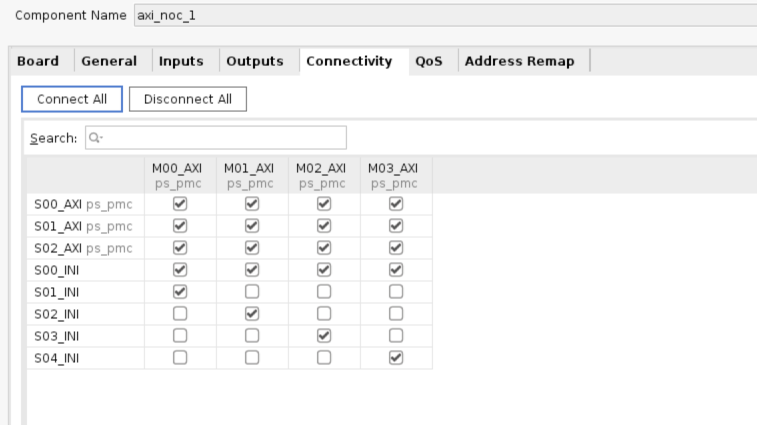 Component Name axi_noc_1
Board General Inputs Outputs Connectivity QoS Address Remap
Connect All Disconnect All
Search:
M00_AXI M01_AXI M02_AXI M03_AXI
ps_pmc ps_pmc ps_pmc ps_pmc
S00_AXI ps_pmc
S01_AXI ps_pmc
S02_AXI ps_pmc
S00_INI
S01_INI
S02_INI
S03_INI
S04_INI